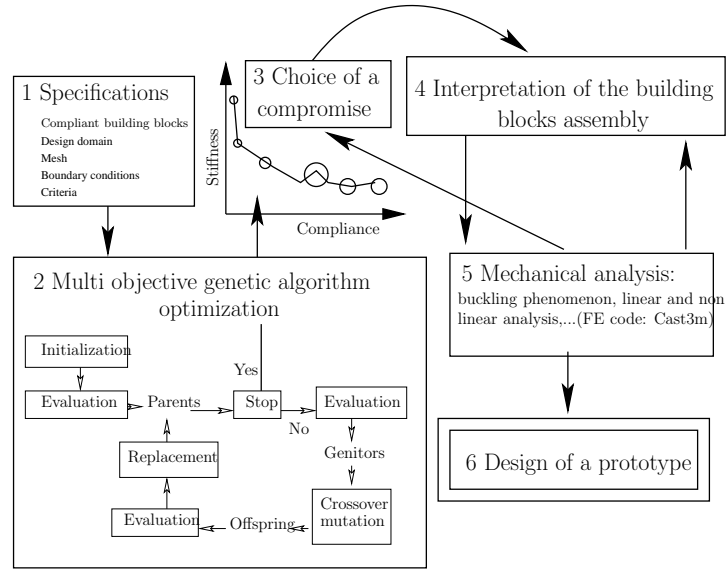 1 Specifications
Compliant building blocks
Design domain
Mesh
Boundary conditions
Criteria
Stiffness
Compliance
3 Choice of a
compromise
4 Interpretation of the building
blocks assembly
2 Multi objective genetic algorithm
optimization
Initialization
Evaluation
Parents
Yes
Stop
No
Evaluation
Genitors
Crossover
mutation
Offspring
Evaluation
Replacement
5 Mechanical analysis:
buckling phenomenon, linear and non
linear analysis,...(FE code: Cast3m)
6 Design of a prototype